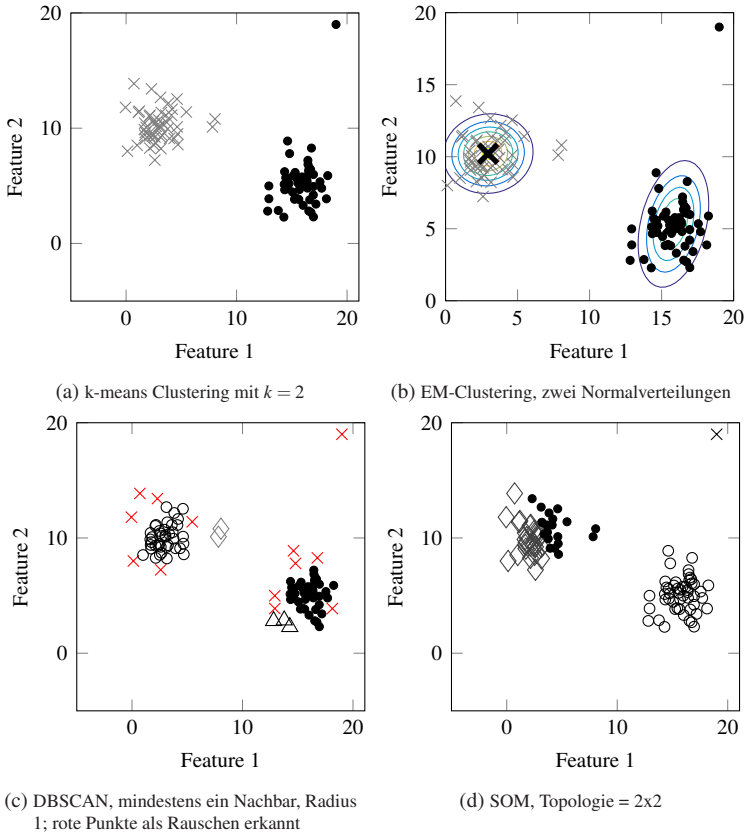 20
10
0
Feature 2
0
10
20
Feature 1
(a) k-means Clustering mit k = 2
20
15
10
5
0
Feature 2
0
5
10
15
20
Feature 1
(b) EM-Clustering, zwei Normalverteilungen
20
10
0
Feature 2
0
10
20
Feature 1
(c) DBSCAN, mindestens ein Nachbar, Radius
1; rote Punkte als Rauschen erkannt
20
10
0
Feature 2
0
10
20
Feature 1
(d) SOM, Topologie = 2x2